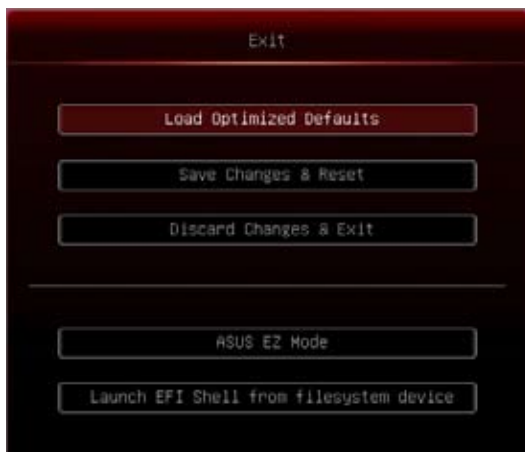 Exit
Load Optimized Defaults
Save Changes & Reset
Discard Changes & Exit
ASUS EZ Mode
Launch EFI Shell from filesystem device